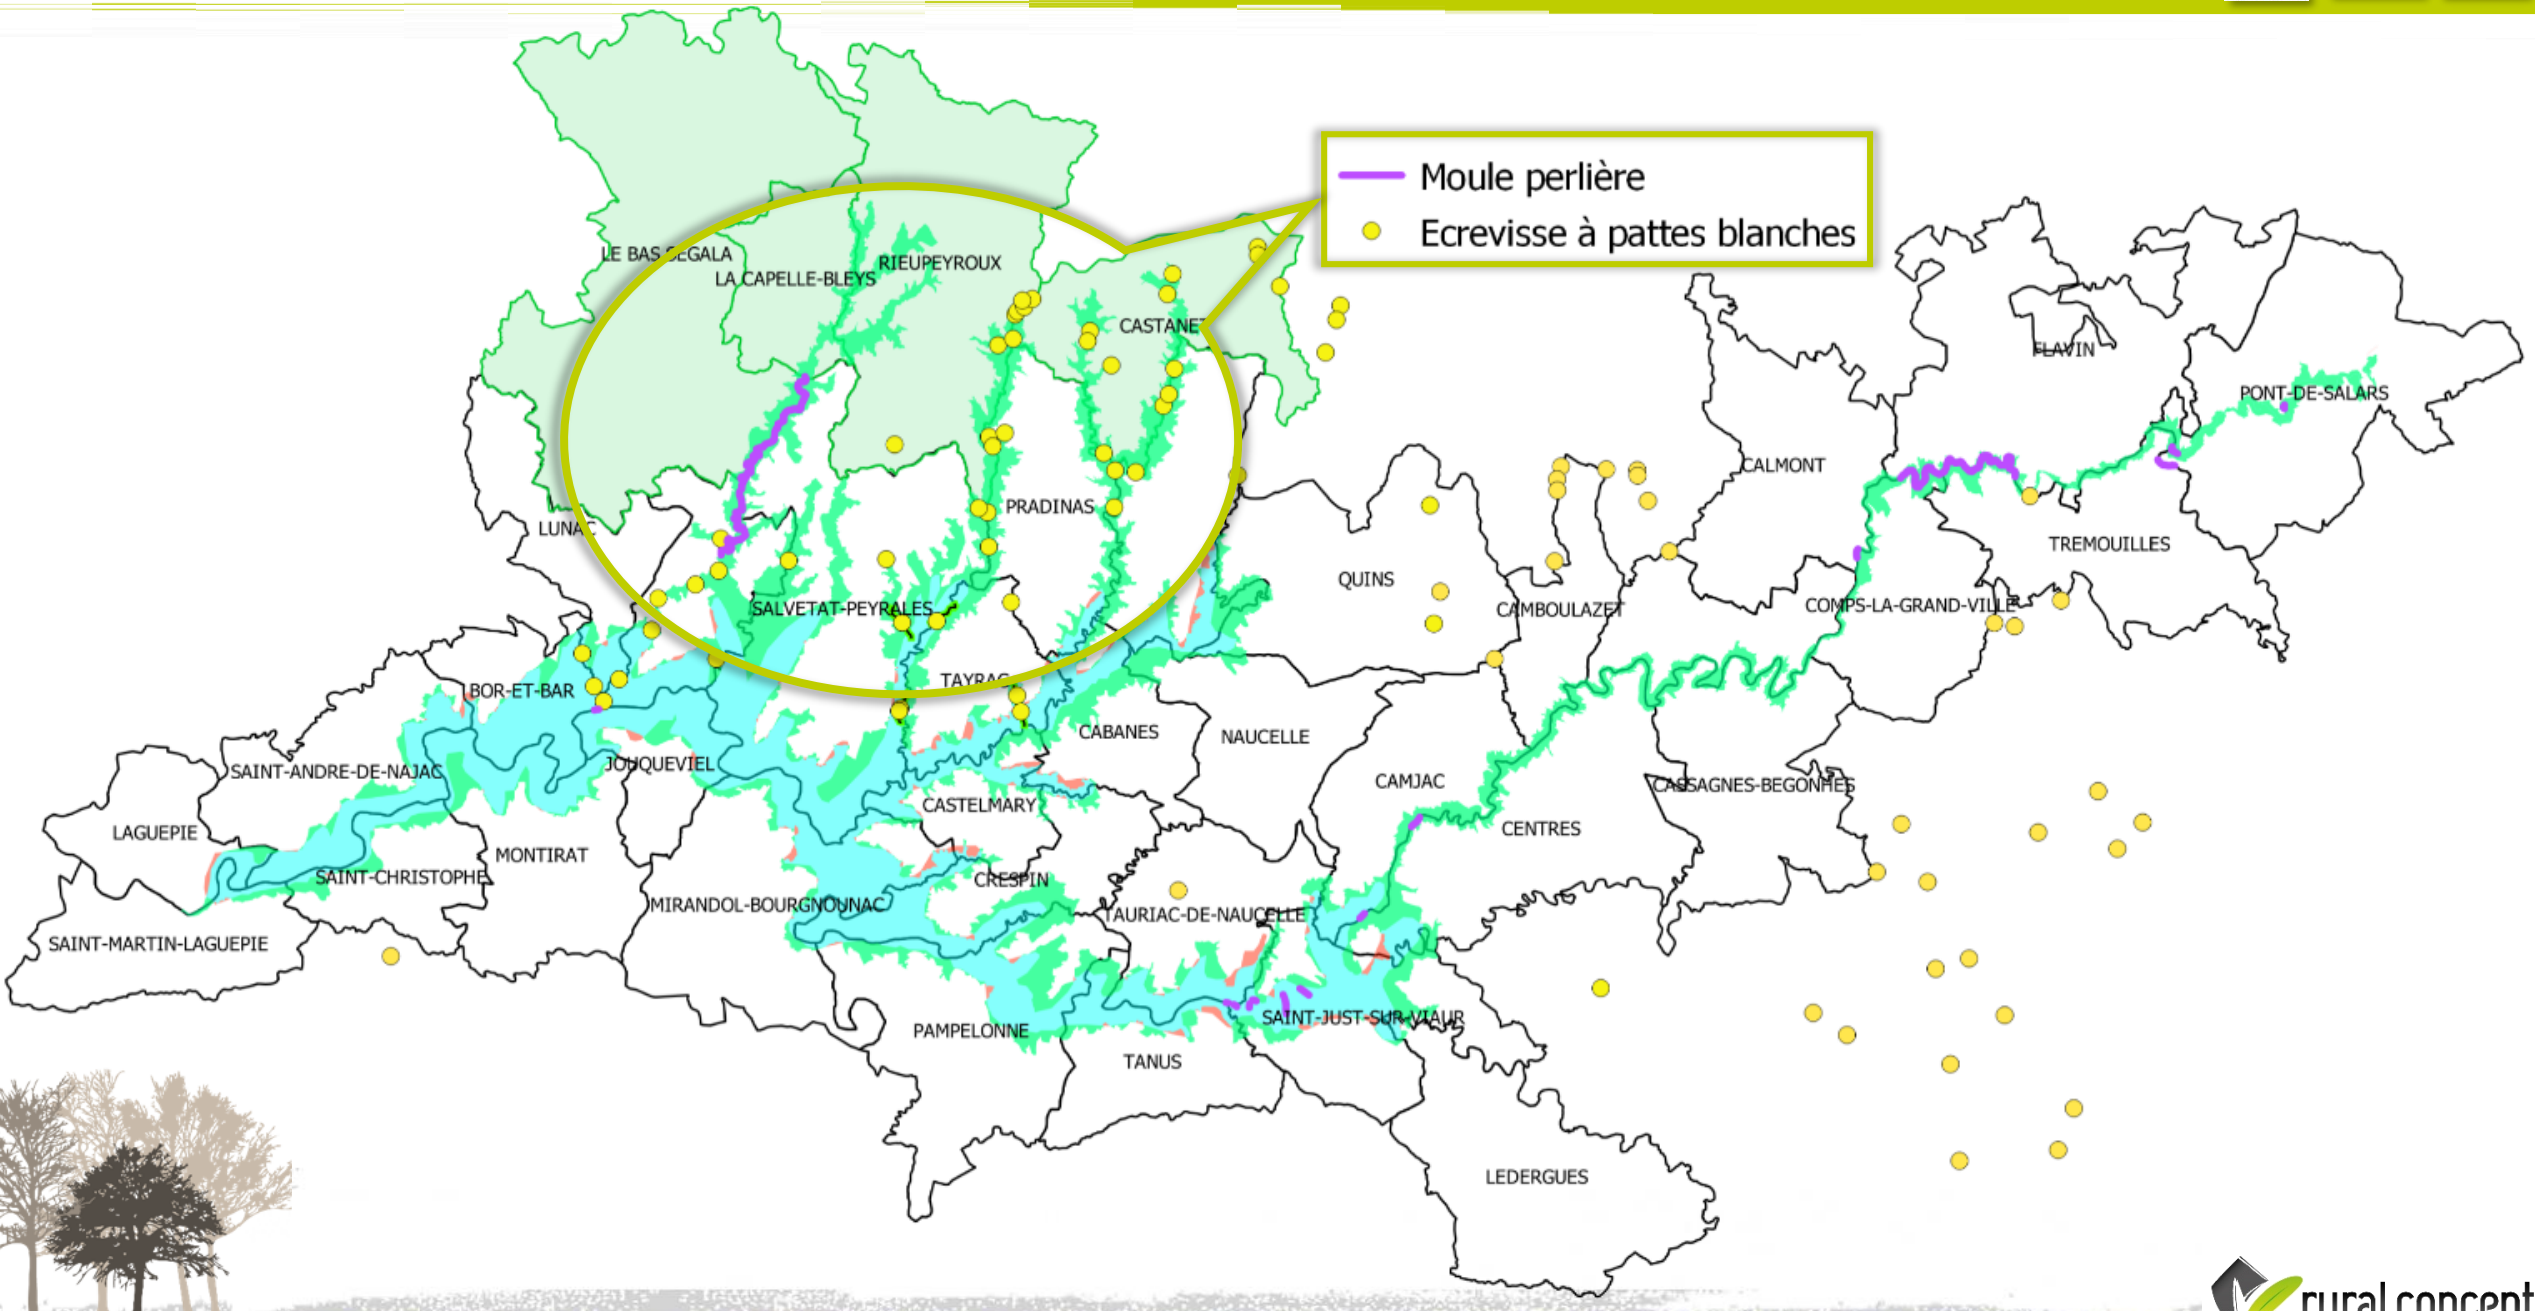 Moule perlière
Ecrevisse à pattes blanches
LE BAS SEGALA
LA CAPELLE-BLEYS
RIEUPEYROUX
CASTANET
FLAVIN
PONT-DE-SALARS
CALMONT
LUNAC
PRADINAS
TREMOUILLES
QUINS
SALVETAT-PEYRALES
CAMBOULAZET
COMPS-LA-GRAND-VILLE
TAYRAC
BOR-ET-BAR
CABANES
NAUCELLE
JOUQUEVIEL
SAINT-ANDRE-DE-NAJAC
CAMJAC
CASSAGNES-BEGONHES
CASTELMARY
LAGUEPIE
CENTRES
MONTIRAT
SAINT-CHRISTOPHE
CRESPIN
MIRANDOL-BOURGNOUNAC
TAURIAC-DE-NAUCELLE
SAINT-MARTIN-LAGUEPIE
SAINT-JUST-SUR-VIAUR
PAMPELONNE
TANUS
LEDERGUES
rural concept